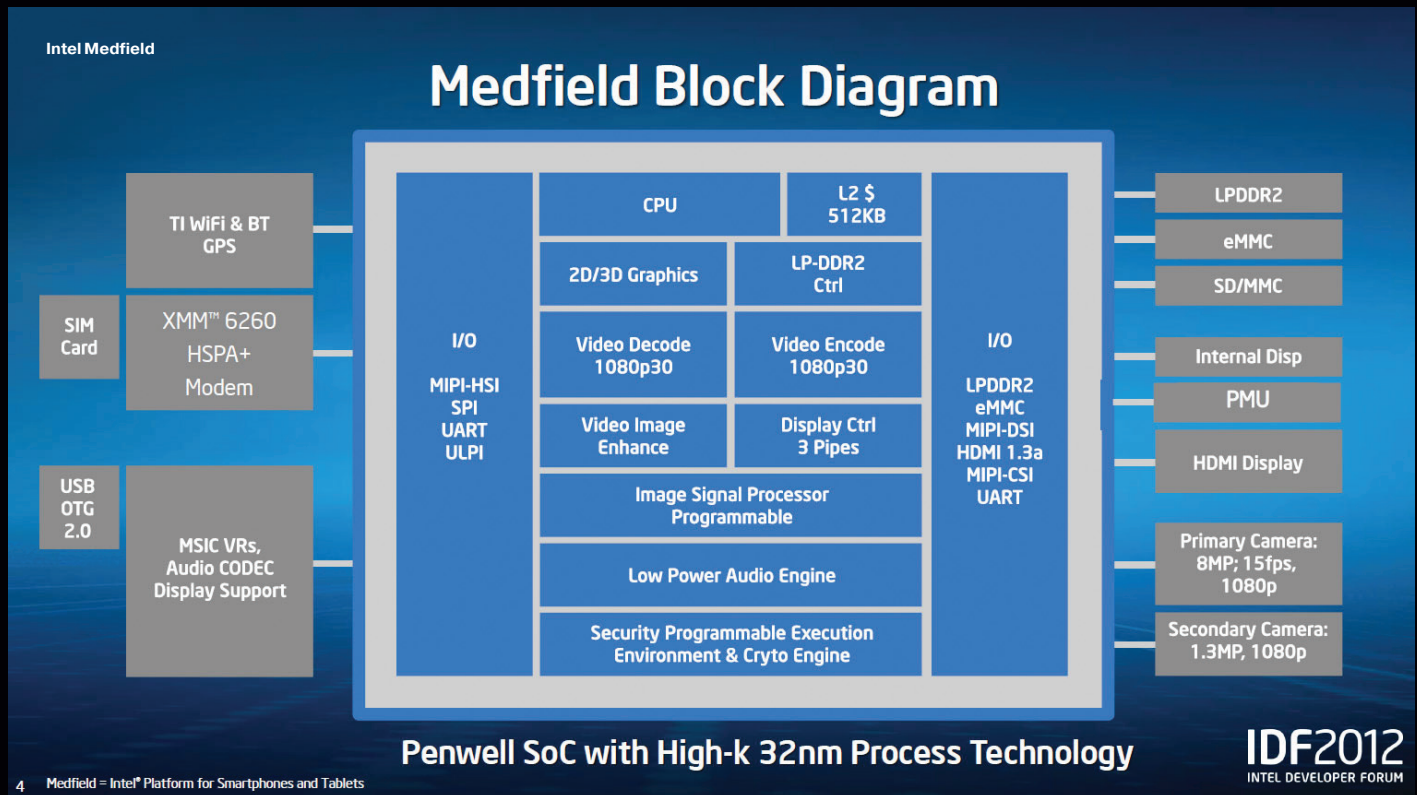 Intel Medfield
Medfield Block Diagram
TI WiFi & BT
GPS
SIM
Card
XMM™ 6260
HSPA+
Modem
USB
OTG
2.0
MSIC VRs,
Audio CODEC
Display Support
I/O
MIPI-HSI
SPI
UART
ULPI
CPU
L2 $
512KB
2D/3D Graphics
LP-DDR2
Ctrl
Video Decode
1080p30
Video Encode
1080p30
Video Image
Enhance
Display Ctrl
3 Pipes
Image Signal Processor
Programmable
Low Power Audio Engine
Security Programmable Execution
Environment & Cryto Engine
I/O
LPDDR2
eMMC
MIPI-DSI
HDMI 1.3a
MIPI-CSI
UART
LPDDR2
eMMC
SD/MMC
Internal Disp
PMU
HDMI Display
Primary Camera:
8MP; 15fps,
1080p
Secondary Camera:
1.3MP, 1080p
Penwell SoC with High-k 32nm Process Technology
IDF2012
INTEL DEVELOPER FORUM
4 Medfield = Intel® Platform for Smartphones and Tablets